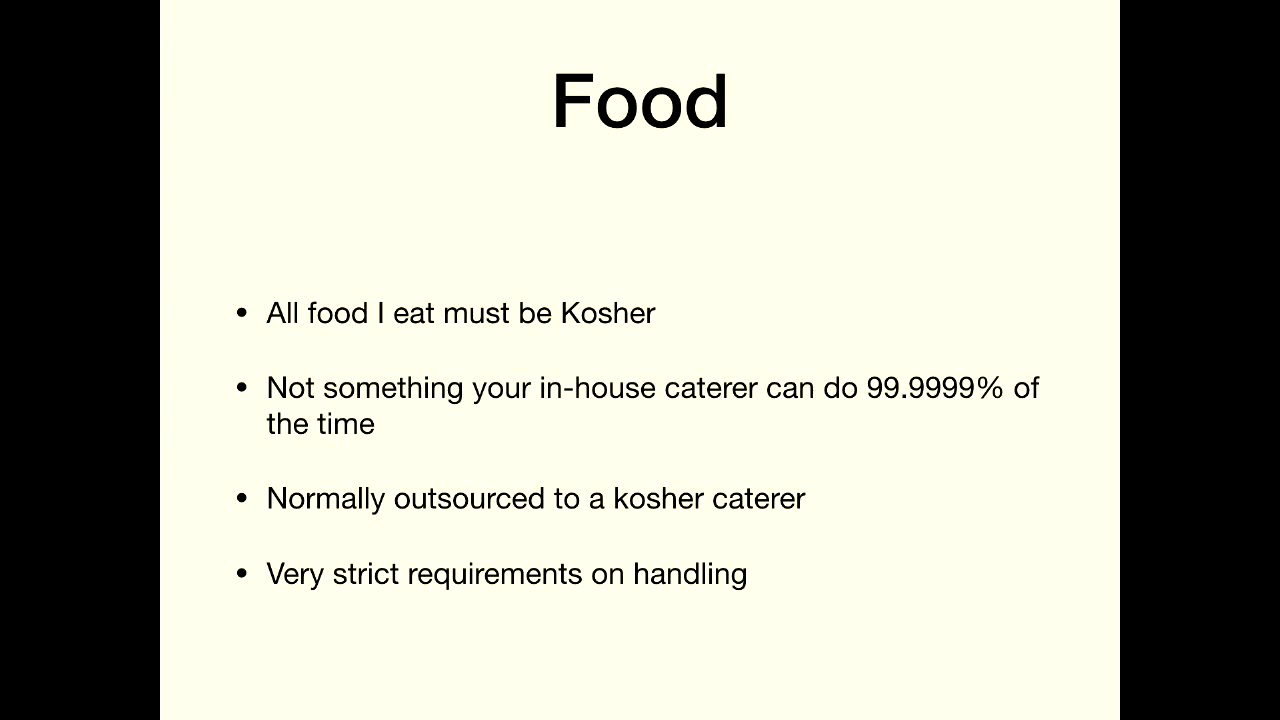 Food
• All food I eat must be Kosher
• Not something your in-house caterer can do 99.9999% of
the time
• Normally outsourced to a kosher caterer
• Very strict requirements on handling